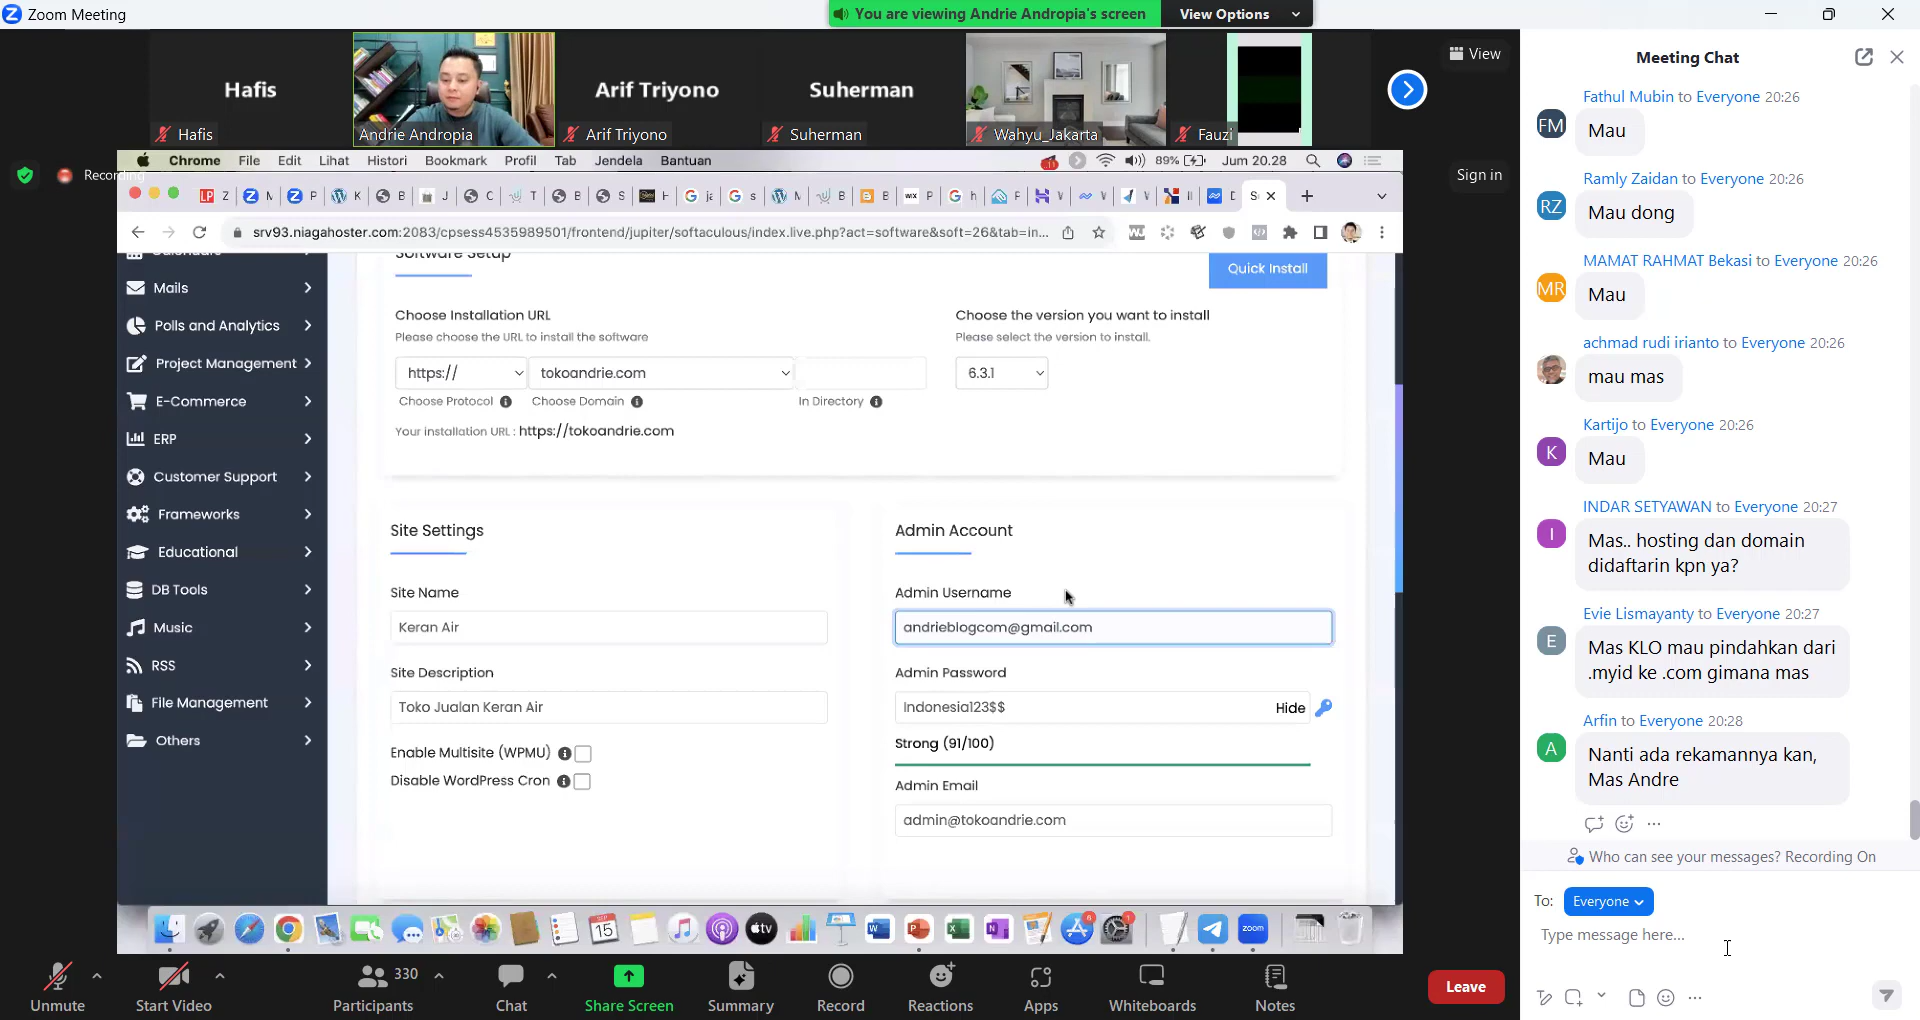 Zoom Meeting
You are viewing Andrie Andropia's screen
View Options
Hafis
Hafis
Andrie Andropia
Arif Triyono
Arif Triyono
Suherman
Suherman
Wahyu_Jakarta
Fauzi
View
Recording
Sign in
Chrome File Edit Lihat Histori Bookmark Profil Tab Jendela Bantuan
89% Jum 20.28
srv93.niagahoster.com:2083/cpsess4535989501/frontend/jupiter/softaculous/index.live.php?act=software&soft=26&tab=in...
Mails
Polls and Analytics
Project Management
E-Commerce
ERP
Customer Support
Frameworks
Educational
DB Tools
Music
RSS
File Management
Others
Software Setup
Quick Install
Choose Installation URL
Please choose the URL to install the software
https://
tokoandrie.com
Choose Protocol
Choose Domain
In Directory
Your installation URL : https://tokoandrie.com
Choose the version you want to install
Please select the version to install.
6.3.1
Site Settings
Site Name
Keran Air
Site Description
Toko Jualan Keran Air
Enable Multisite (WPMU)
Disable WordPress Cron
Admin Account
Admin Username
andrieblogcom@gmail.com
Admin Password
Indonesia123$$
Hide
Strong (91/100)
Admin Email
admin@tokoandrie.com
Unmute
Start Video
330
Participants
Chat
Share Screen
Summary
Record
Reactions
Apps
Whiteboards
Notes
Leave
Meeting Chat
Fathul Mubin to Everyone 20:26
FM
Mau
Ramly Zaidan to Everyone 20:26
RZ
Mau dong
MAMAT RAHMAT Bekasi to Everyone 20:26
MR
Mau
achmad rudi irianto to Everyone 20:26
mau mas
Kartijo to Everyone 20:26
K
Mau
INDAR SETYAWAN to Everyone 20:27
I
Mas.. hosting dan domain
didaftarin kpn ya?
Evie Lismayanty to Everyone 20:27
E
Mas KLO mau pindahkan dari
.myid ke .com gimana mas
Arfin to Everyone 20:28
A
Nanti ada rekamannya kan,
Mas Andre
Who can see your messages? Recording On
To: Everyone
Type message here...